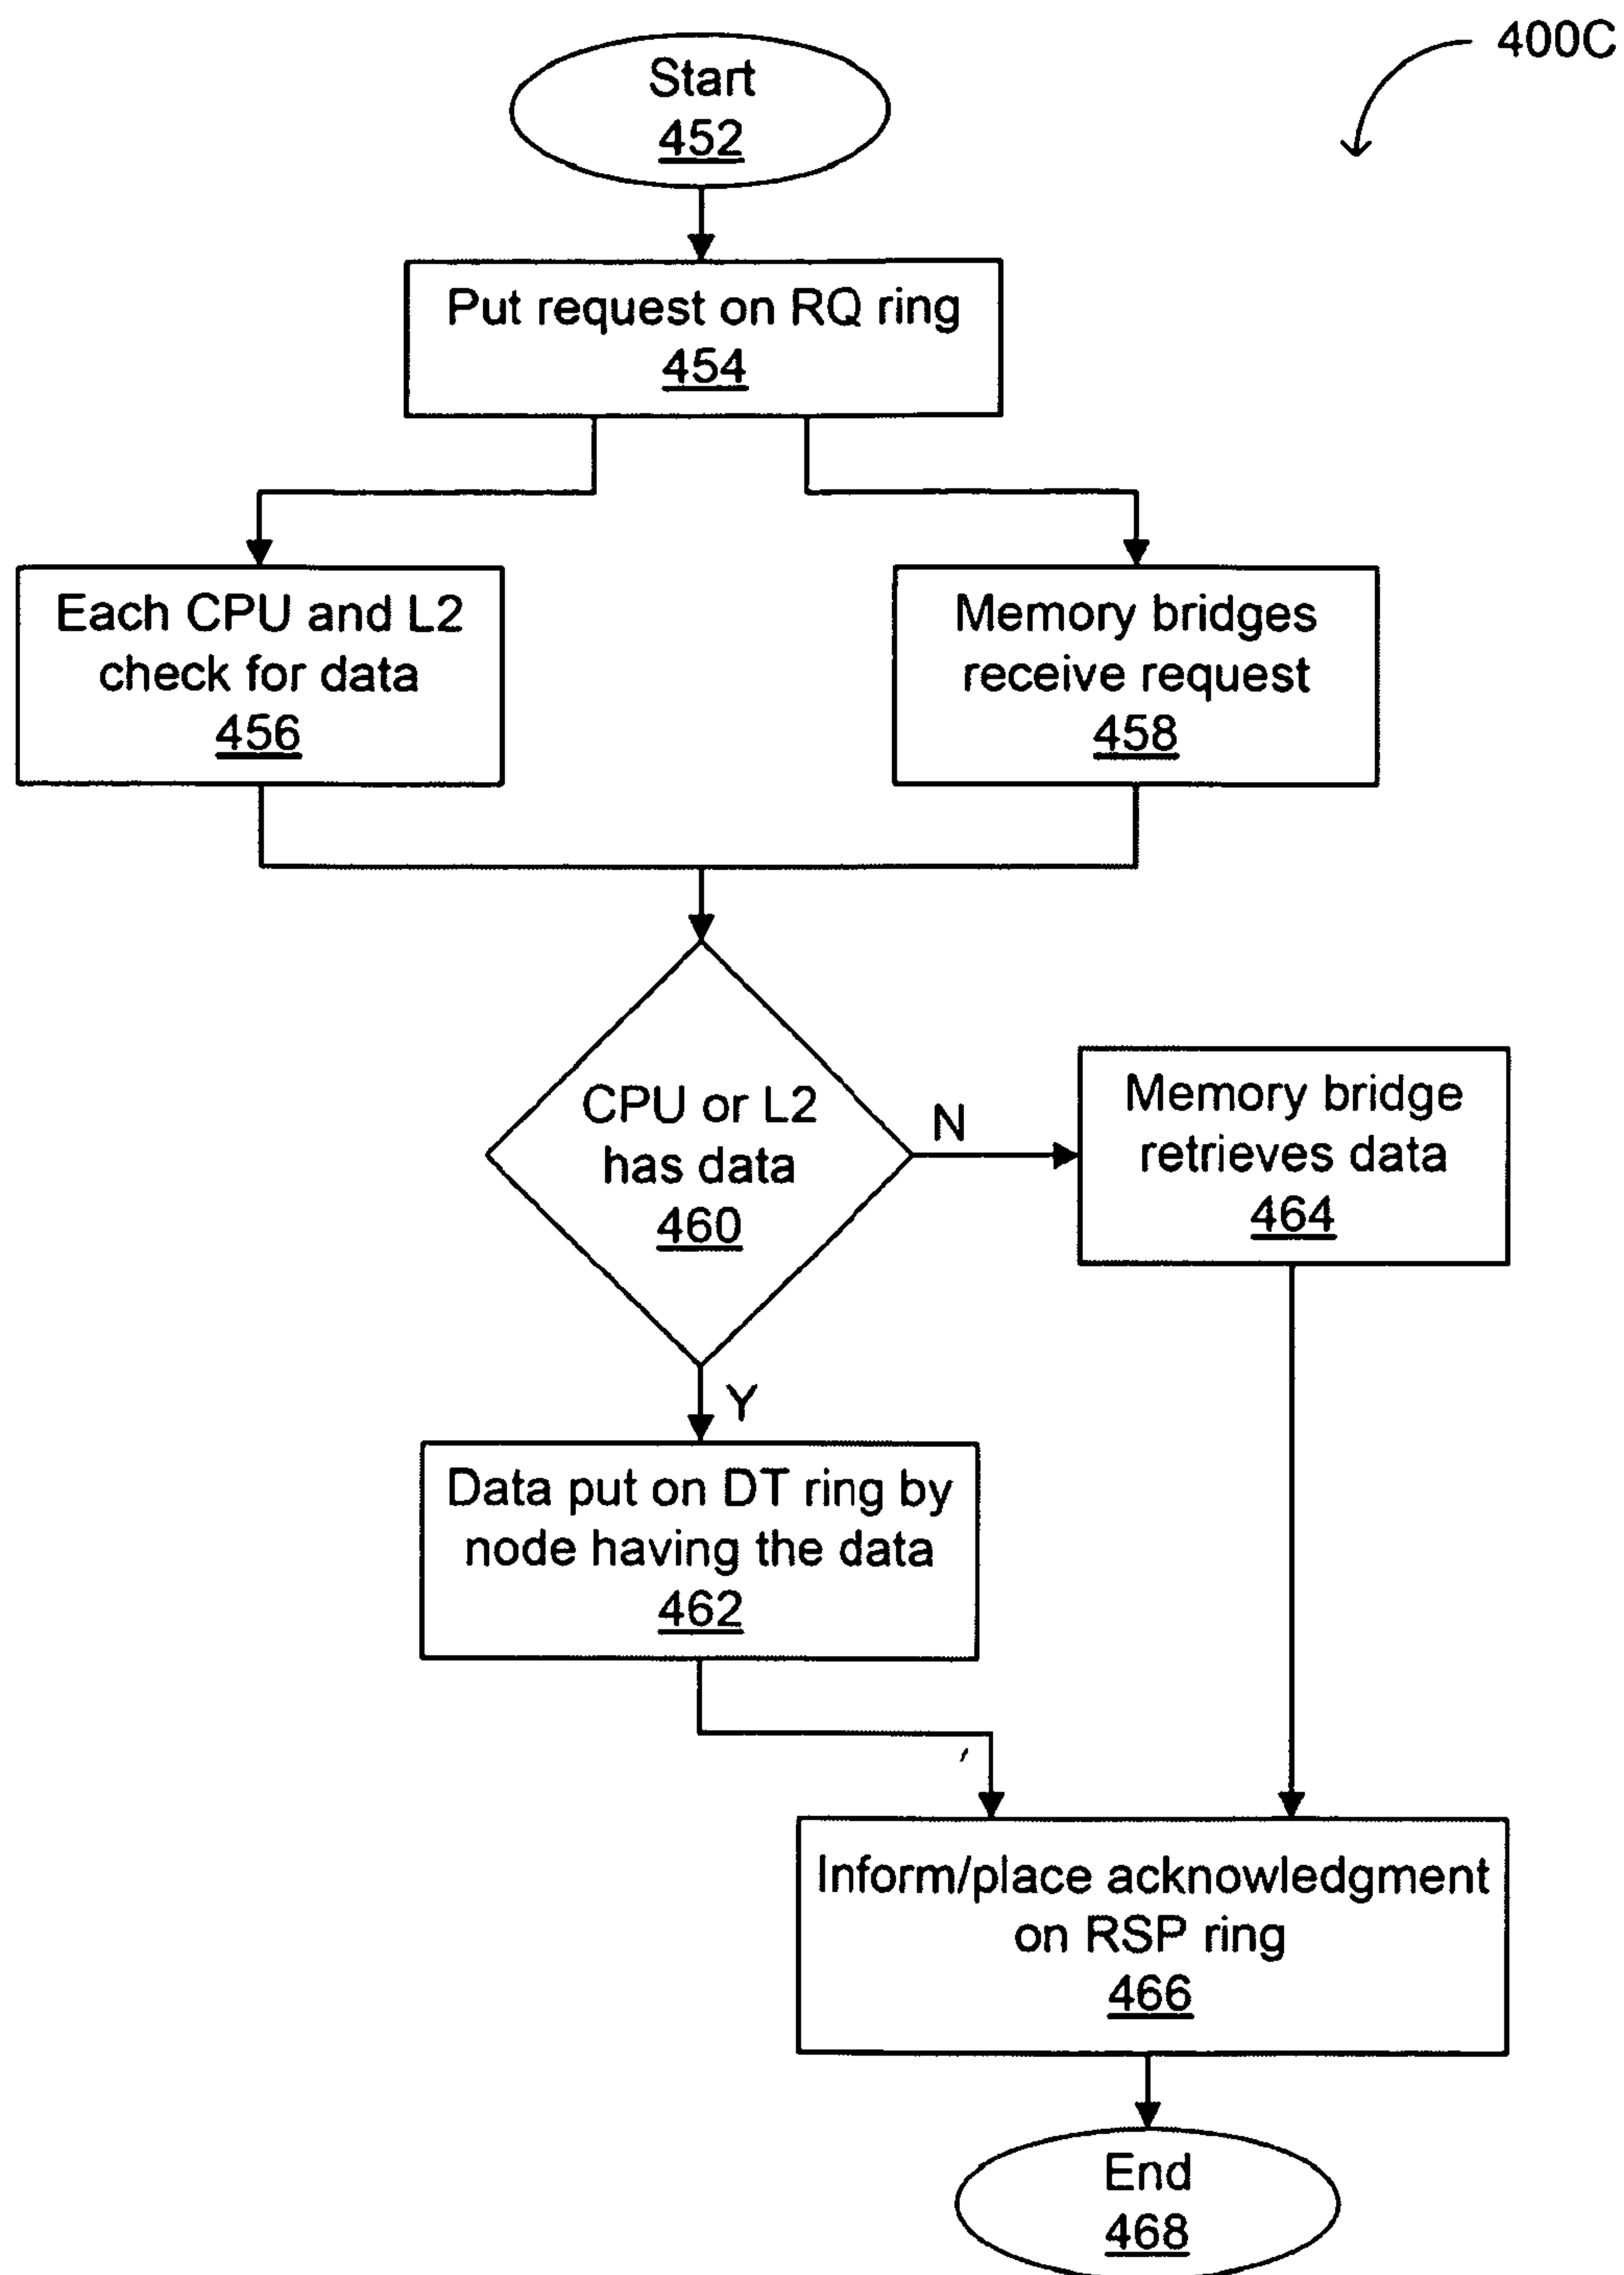 400C
Start
452
Put request on RQ ring
454
Each CPU and L2
check for data
456
Memory bridges
receive request
458
CPU or L2
has data
460
N
Memory bridge
retrieves data
464
Y
Data put on DT ring by
node having the data
462
Inform/place acknowledgment
on RSP ring
466
End
468